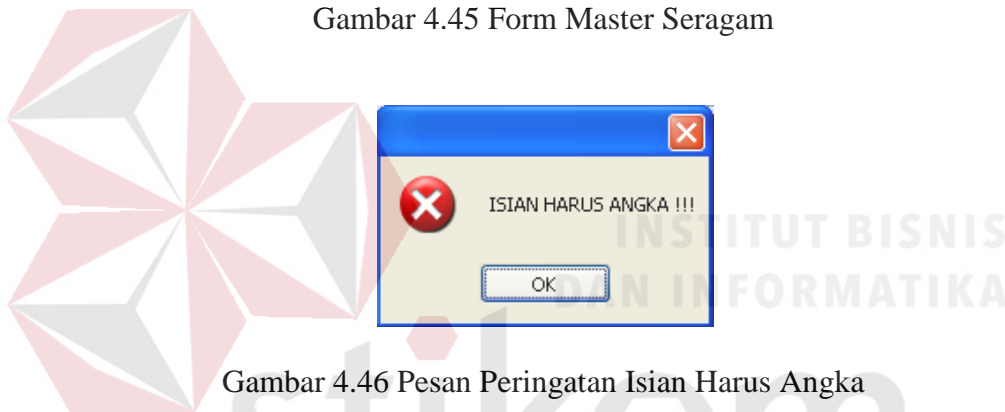 Gambar 4.45 Form Master Seragam
ISIAN HARUS ANGKA !!!
INSTITUT BISNIS
OK
DAN INFORMATIKA
Gambar 4.46 Pesan Peringatan Isian Harus Angka
stikom